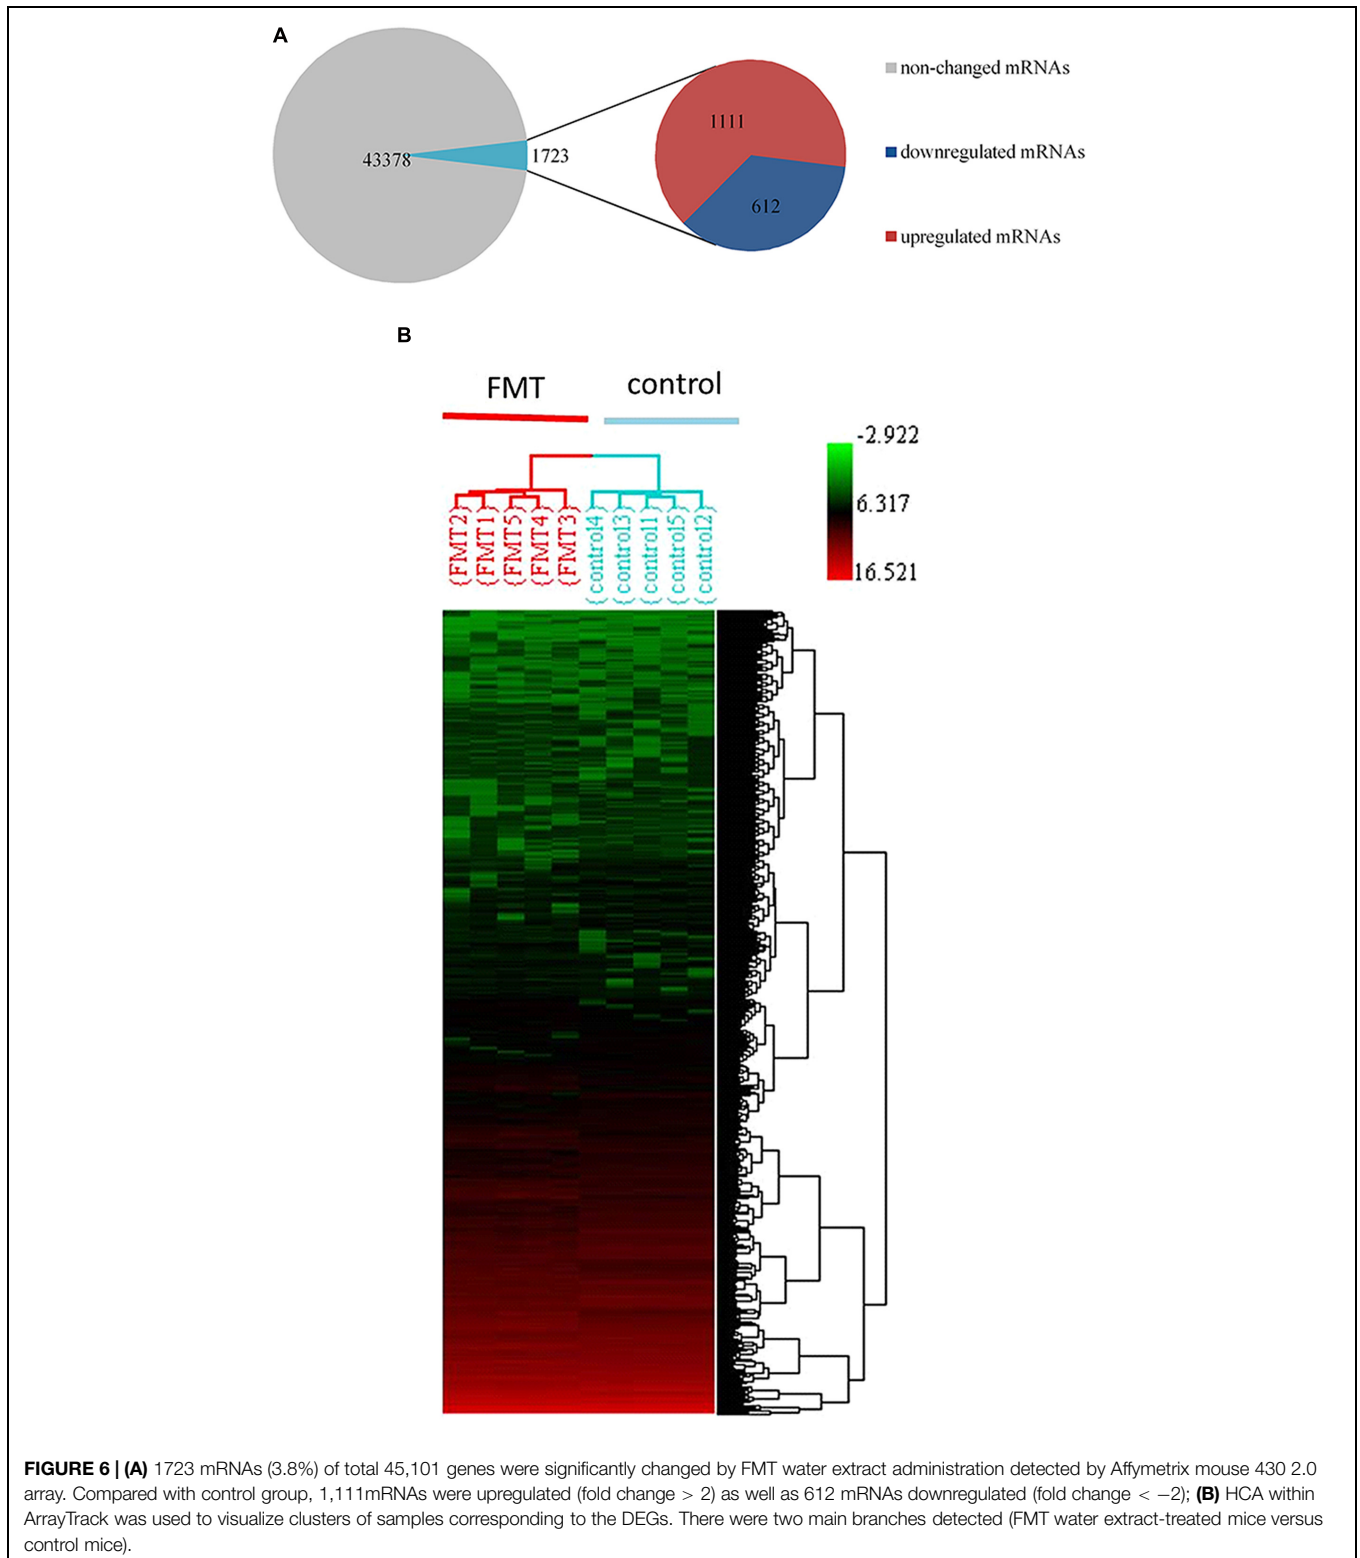 A
43378
1723
1111
612
non-changed mRNAs
downregulated mRNAs
upregulated mRNAs
B
FMT
control
-2.922
6.317
16.521
{FMT2}
{FMT1}
{FMT5}
{FMT4}
{FMT3}
{control4}
{control3}
{control1}
{control5}
{control2}
FIGURE 6 | (A) 1723 mRNAs (3.8%) of total 45,101 genes were significantly changed by FMT water extract administration detected by Affymetrix mouse 430 2.0
array. Compared with control group, 1,111mRNAs were upregulated (fold change > 2) as well as 612 mRNAs downregulated (fold change < −2); (B) HCA within
ArrayTrack was used to visualize clusters of samples corresponding to the DEGs. There were two main branches detected (FMT water extract-treated mice versus
control mice).